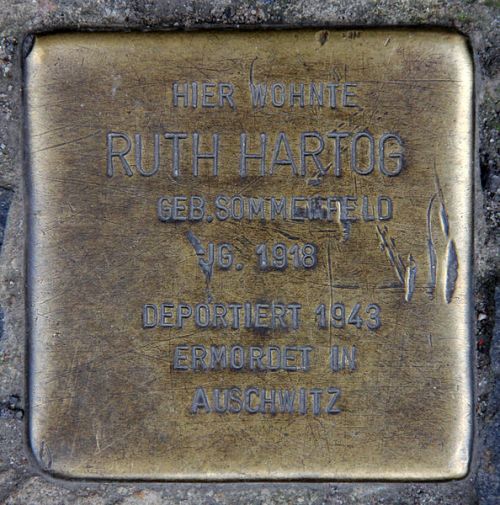 HIER WOHNTE
RUTH HARTOG
GEB. SOMMERFELD
JG. 1918
DEPORTIERT 1943
ERMORDET IN
AUSCHWITZ